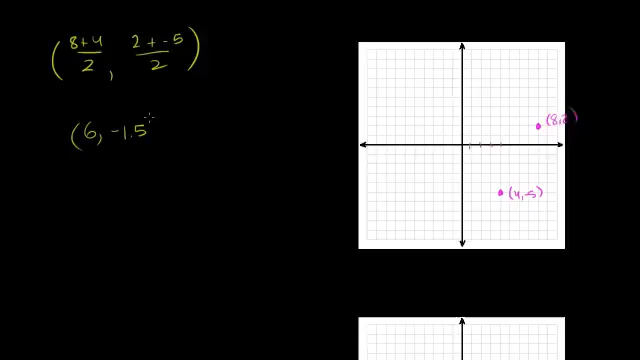 ( 8+4 / 2 , 2+-5 / 2 )
(6, -1.5
(8,2)
(4,-5)